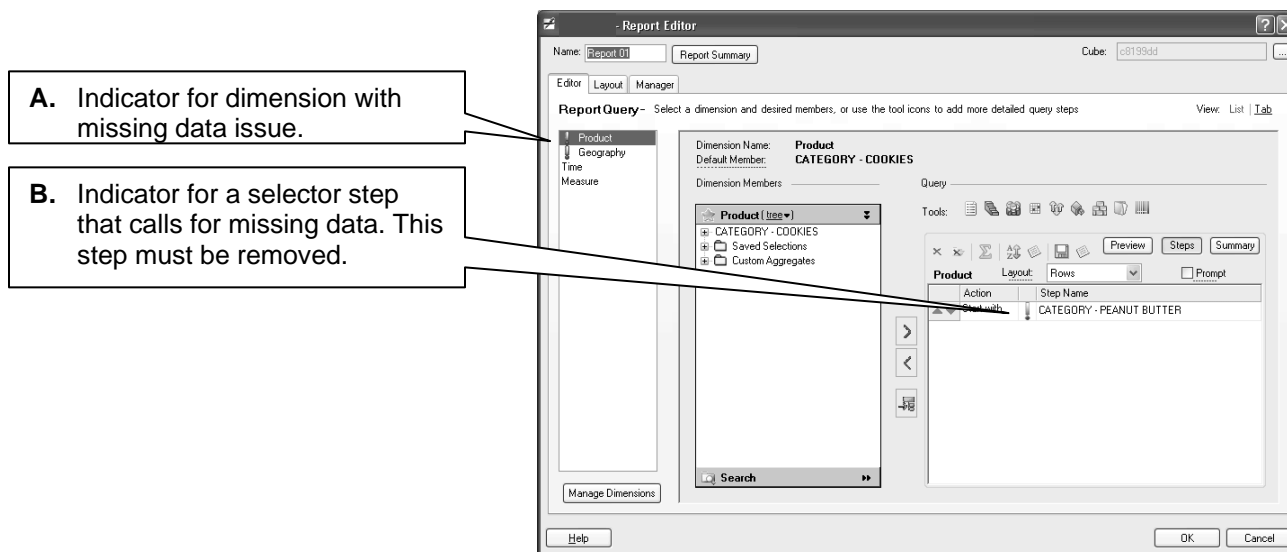 - Report Editor
Name: Report 01 Report Summary Cube: c8199dd ...
Editor Layout Manager
A. Indicator for dimension with
missing data issue.
Report Query - Select a dimension and desired members, or use the tool icons to add more detailed query steps View: List | Tab
Product
Geography
Time
Measure
B. Indicator for a selector step
that calls for missing data. This
step must be removed.
Dimension Name: Product
Default Member: CATEGORY - COOKIES
Dimension Members
Product ( tree )
CATEGORY - COOKIES
Saved Selections
Custom Aggregates
Search
Query
Tools:
Preview Steps Summary
Product Layout: Rows Prompt
Action Step Name
Start with CATEGORY - PEANUT BUTTER
Manage Dimensions
Help OK Cancel